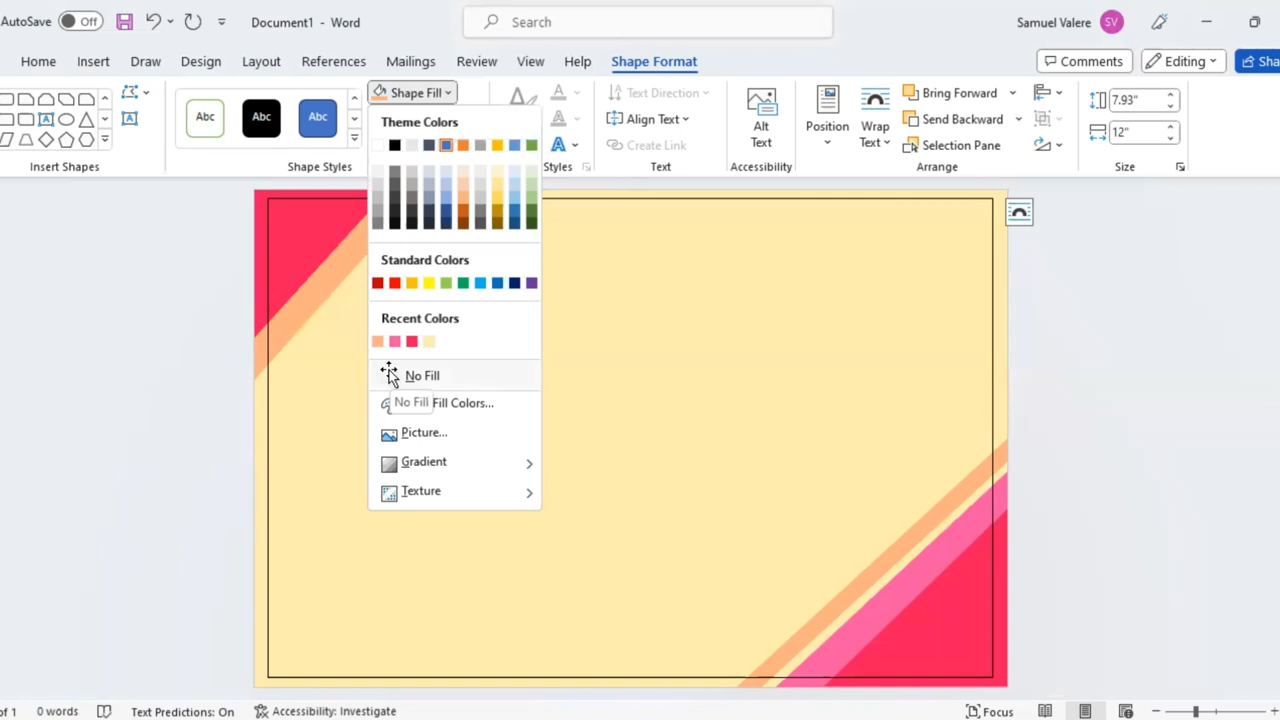 AutoSave Off Document1 - Word Search Samuel Valere SV
Home Insert Draw Design Layout References Mailings Review View Help Shape Format Comments Editing Sha
Abc Abc Abc
Insert Shapes
Shape Styles
Shape Fill
Theme Colors
Standard Colors
Recent Colors
No Fill
No Fill Fill Colors...
Picture...
Gradient
Texture
Styles
Text Direction
Align Text
Create Link
Text
Alt
Text
Accessibility
Position
Wrap
Text
Bring Forward
Send Backward
Selection Pane
Arrange
7.93"
12"
Size
of 1 0 words Text Predictions: On Accessibility: Investigate Focus